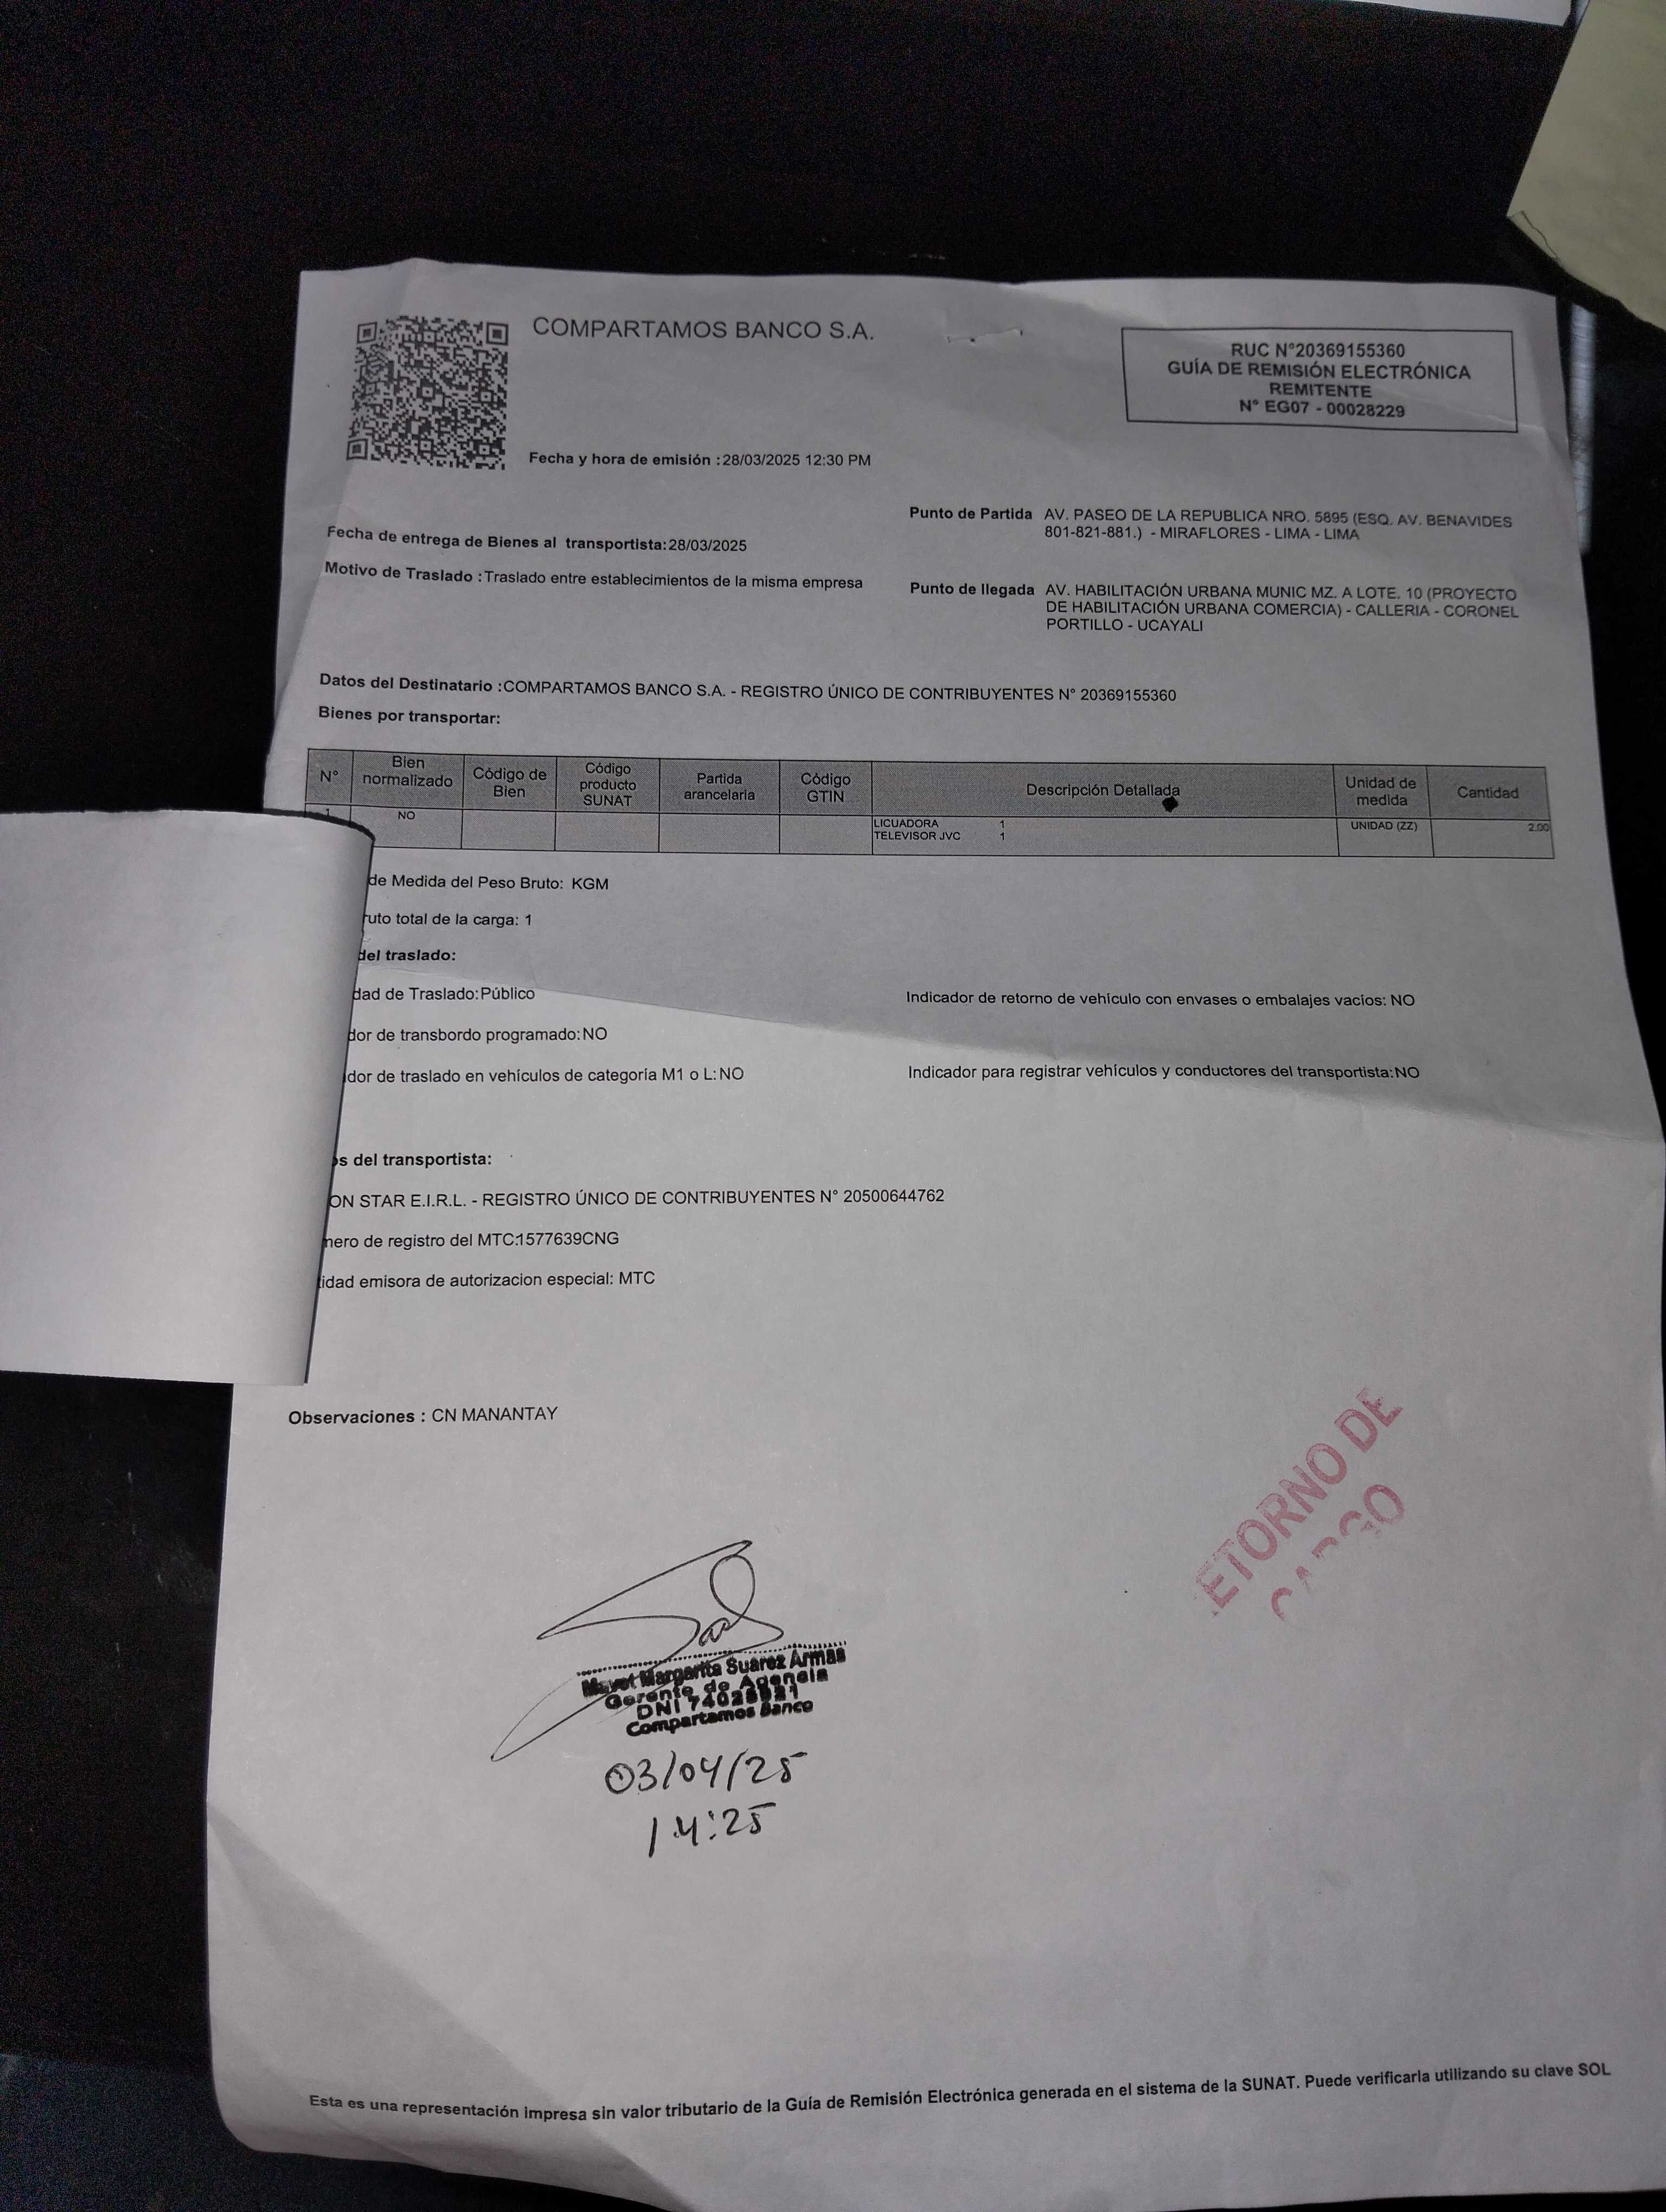 COMPARTAMOS BANCO S.A.
RUC N°20369155360
GUÍA DE REMISIÓN ELECTRÓNICA
REMITENTE
N° EG07 - 00028229
Fecha y hora de emisión :28/03/2025 12:30 PM
Punto de Partida AV. PASEO DE LA REPUBLICA NRO. 5895 (ESQ. AV. BENAVIDES
801-821-881.) - MIRAFLORES - LIMA - LIMA
Fecha de entrega de Bienes al transportista:28/03/2025
Motivo de Traslado :Traslado entre establecimientos de la misma empresa
Punto de llegada AV. HABILITACIÓN URBANA MUNIC MZ. A LOTE. 10 (PROYECTO
DE HABILITACIÓN URBANA COMERCIA) - CALLERIA - CORONEL
PORTILLO - UCAYALI
Datos del Destinatario :COMPARTAMOS BANCO S.A. - REGISTRO ÚNICO DE CONTRIBUYENTES N° 20369155360
Bienes por transportar:
N° Bien normalizado Código de Bien Código producto SUNAT Partida arancelaria Código GTIN Descripción Detallada Unidad de medida Cantidad
1 NO LICUADORA 1 UNIDAD (ZZ) 2.00
TELEVISOR JVC 1
de Medida del Peso Bruto: KGM
ruto total de la carga: 1
del traslado:
dad de Traslado:Público
Indicador de retorno de vehículo con envases o embalajes vacíos: NO
dor de transbordo programado:NO
dor de traslado en vehículos de categoría M1 o L:NO
Indicador para registrar vehículos y conductores del transportista:NO
s del transportista:
ON STAR E.I.R.L. - REGISTRO ÚNICO DE CONTRIBUYENTES N° 20500644762
mero de registro del MTC:1577639CNG
tidad emisora de autorizacion especial: MTC
Observaciones : CN MANANTAY
ETORNO DE
CARGO
Margarita Suarez Armas
Gerente de Agencia
DNI
Compartamos Banco
03/04/25
14:25
Esta es una representación impresa sin valor tributario de la Guía de Remisión Electrónica generada en el sistema de la SUNAT. Puede verificarla utilizando su clave SOL